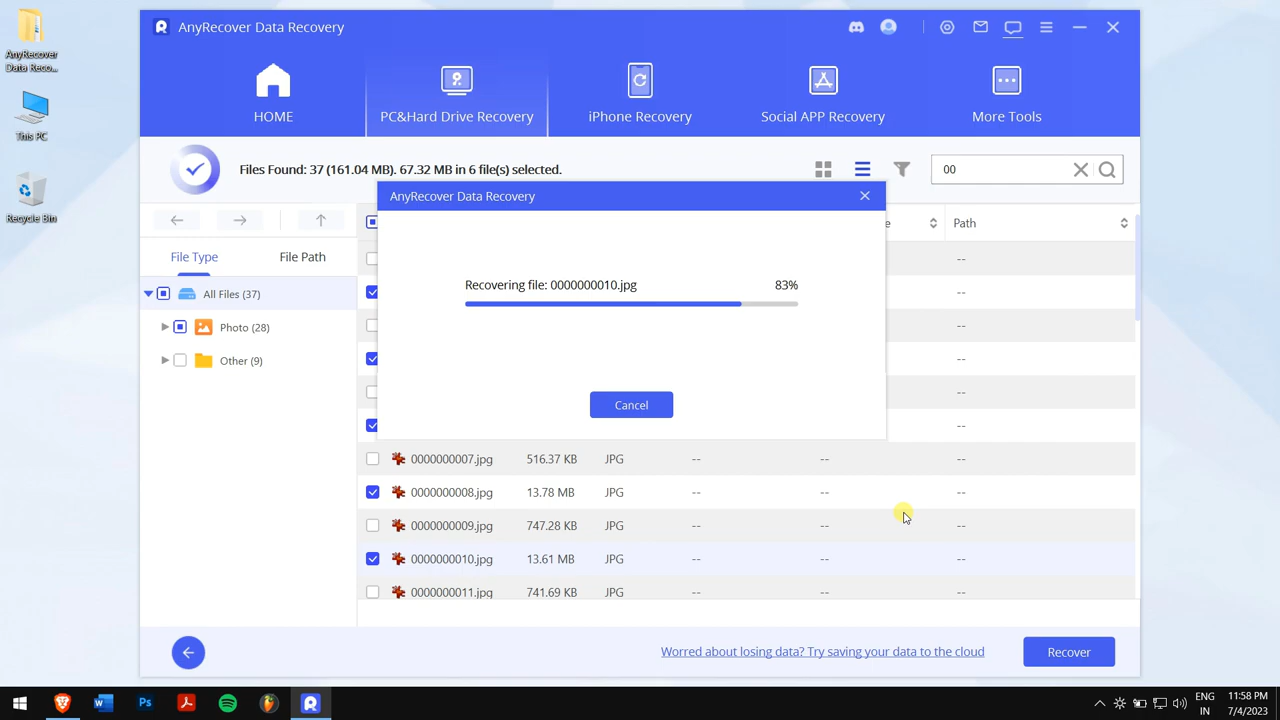 AnyRecover
Data Reco...
This PC
Recycle Bin
AnyRecover Data Recovery
HOME
PC&Hard Drive Recovery
iPhone Recovery
Social APP Recovery
More Tools
Files Found: 37 (161.04 MB). 67.32 MB in 6 file(s) selected.
00
File Type
File Path
All Files (37)
Photo (28)
Other (9)
AnyRecover Data Recovery
Recovering file: 0000000010.jpg 83%
Cancel
Path
--
--
--
--
--
--
0000000007.jpg 516.37 KB JPG -- -- --
0000000008.jpg 13.78 MB JPG -- -- --
0000000009.jpg 747.28 KB JPG -- -- --
0000000010.jpg 13.61 MB JPG -- -- --
0000000011.jpg 741.69 KB JPG -- -- --
Worred about losing data? Try saving your data to the cloud
Recover
ENG
IN
11:58 PM
7/4/2023